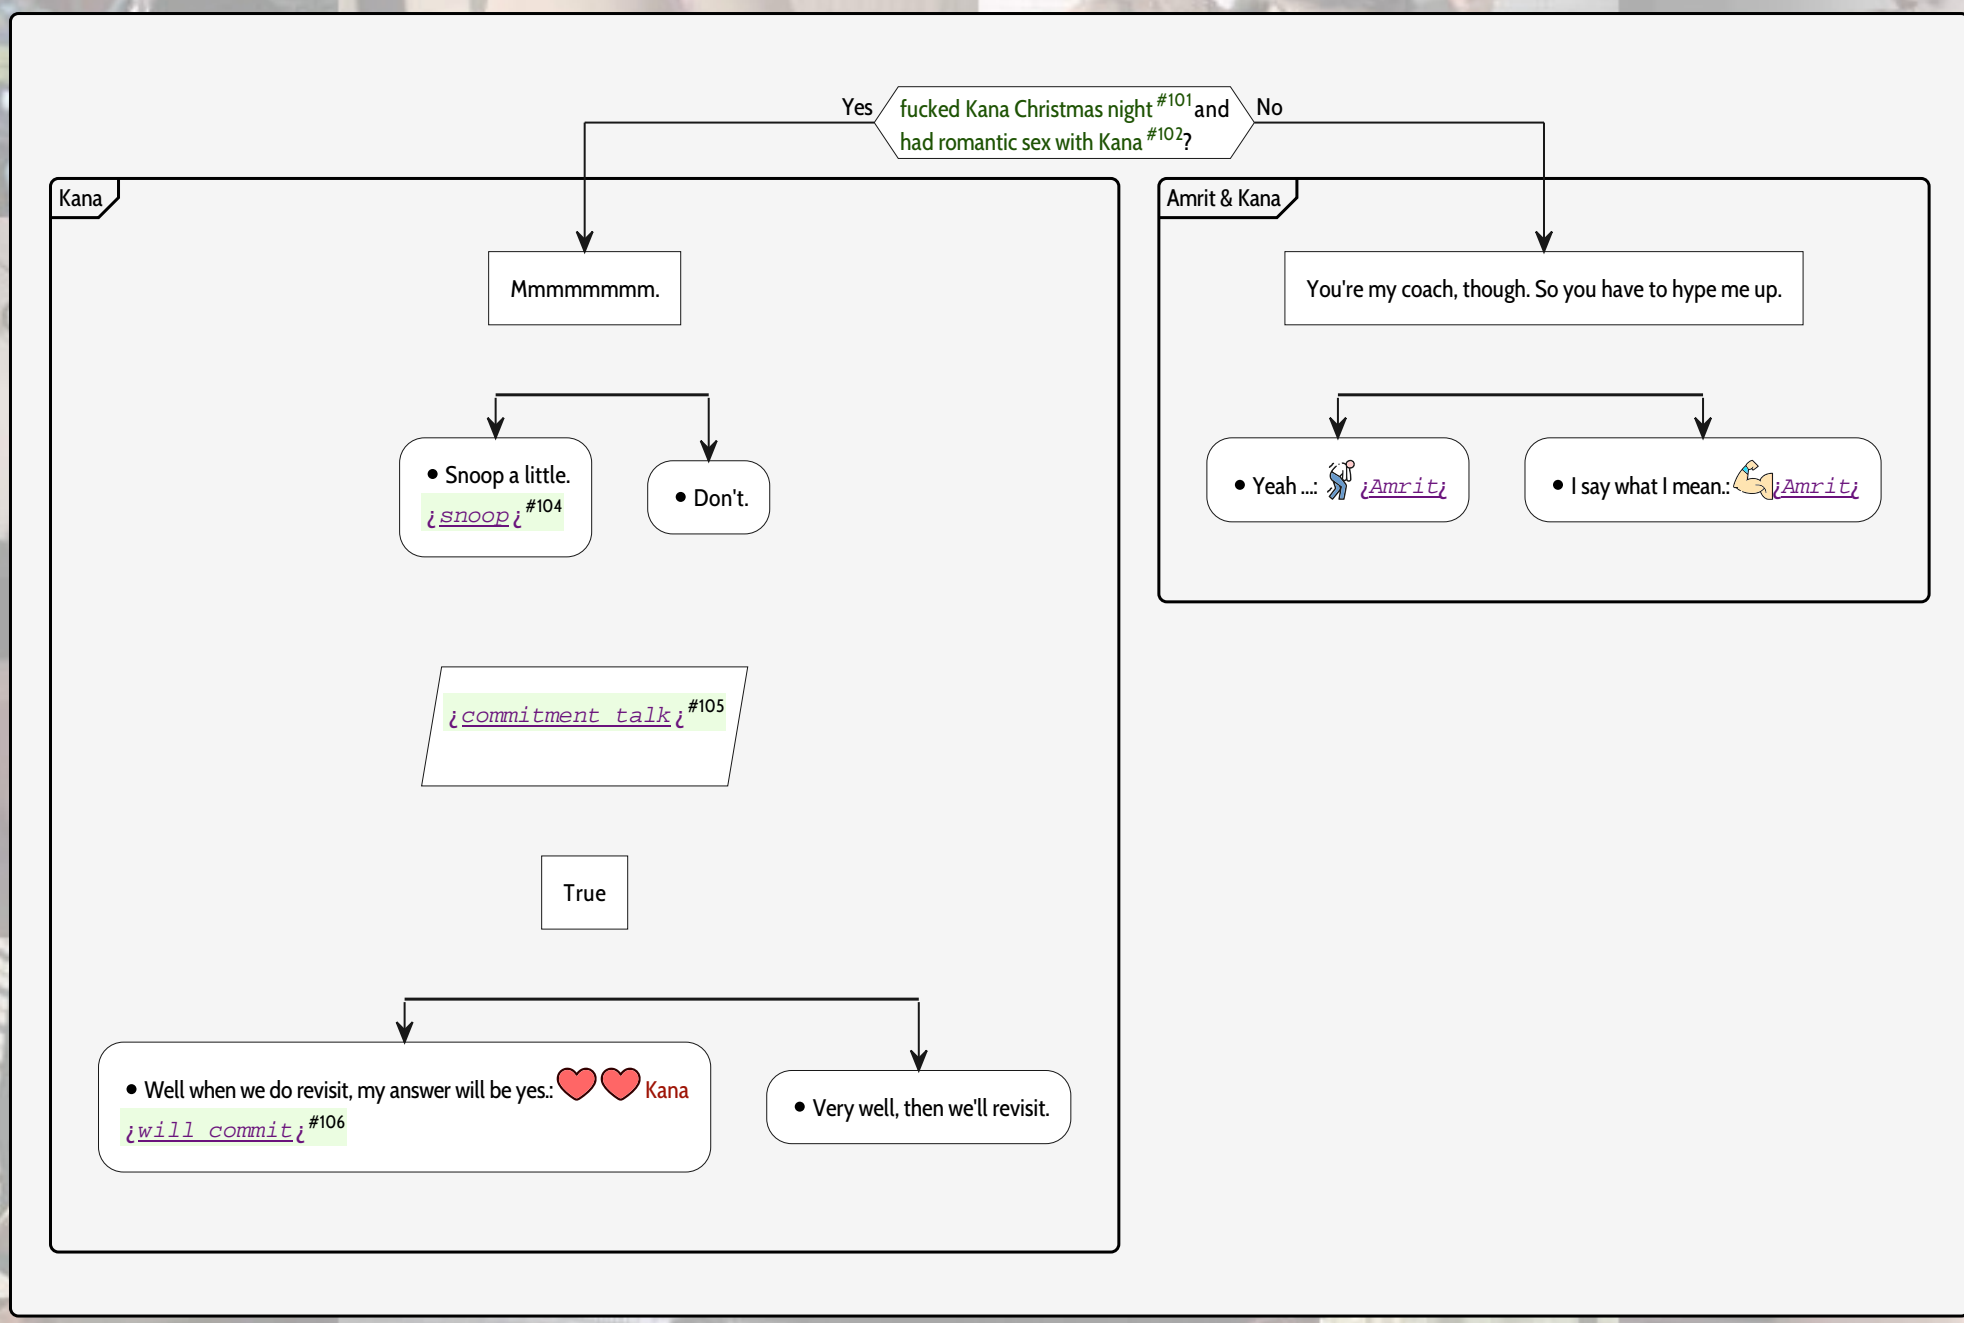 Yes
fucked Kana Christmas night #101 and
had romantic sex with Kana #102?
No
Kana
Mmmmmmmm.
• Snoop a little.
¿snoop¿ #104
• Don't.
¿commitment talk¿ #105
True
• Well when we do revisit, my answer will be yes.: Kana
¿will commit¿ #106
• Very well, then we'll revisit.
Amrit & Kana
You're my coach, though. So you have to hype me up.
• Yeah ...: ¿Amrit¿
• I say what I mean.: ¿Amrit¿